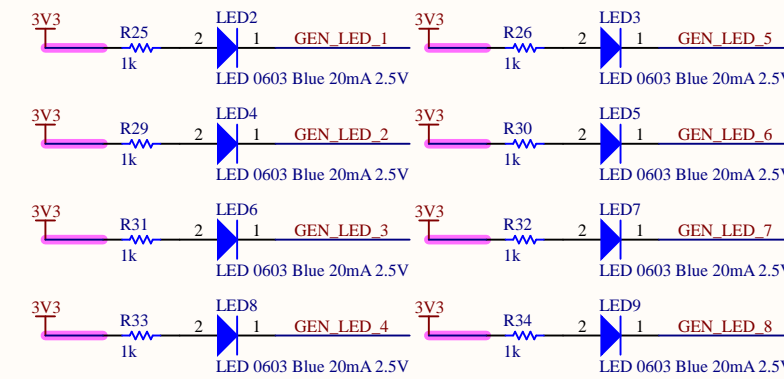 3V3 R25 2 LED2 1 GEN_LED_1 3V3 R26 2 LED3 1 GEN_LED_5
1k LED 0603 Blue 20mA 2.5V 1k LED 0603 Blue 20mA 2.5V
3V3 R29 2 LED4 1 GEN_LED_2 3V3 R30 2 LED5 1 GEN_LED_6
1k LED 0603 Blue 20mA 2.5V 1k LED 0603 Blue 20mA 2.5V
3V3 R31 2 LED6 1 GEN_LED_3 3V3 R32 2 LED7 1 GEN_LED_7
1k LED 0603 Blue 20mA 2.5V 1k LED 0603 Blue 20mA 2.5V
3V3 R33 2 LED8 1 GEN_LED_4 3V3 R34 2 LED9 1 GEN_LED_8
1k LED 0603 Blue 20mA 2.5V 1k LED 0603 Blue 20mA 2.5V